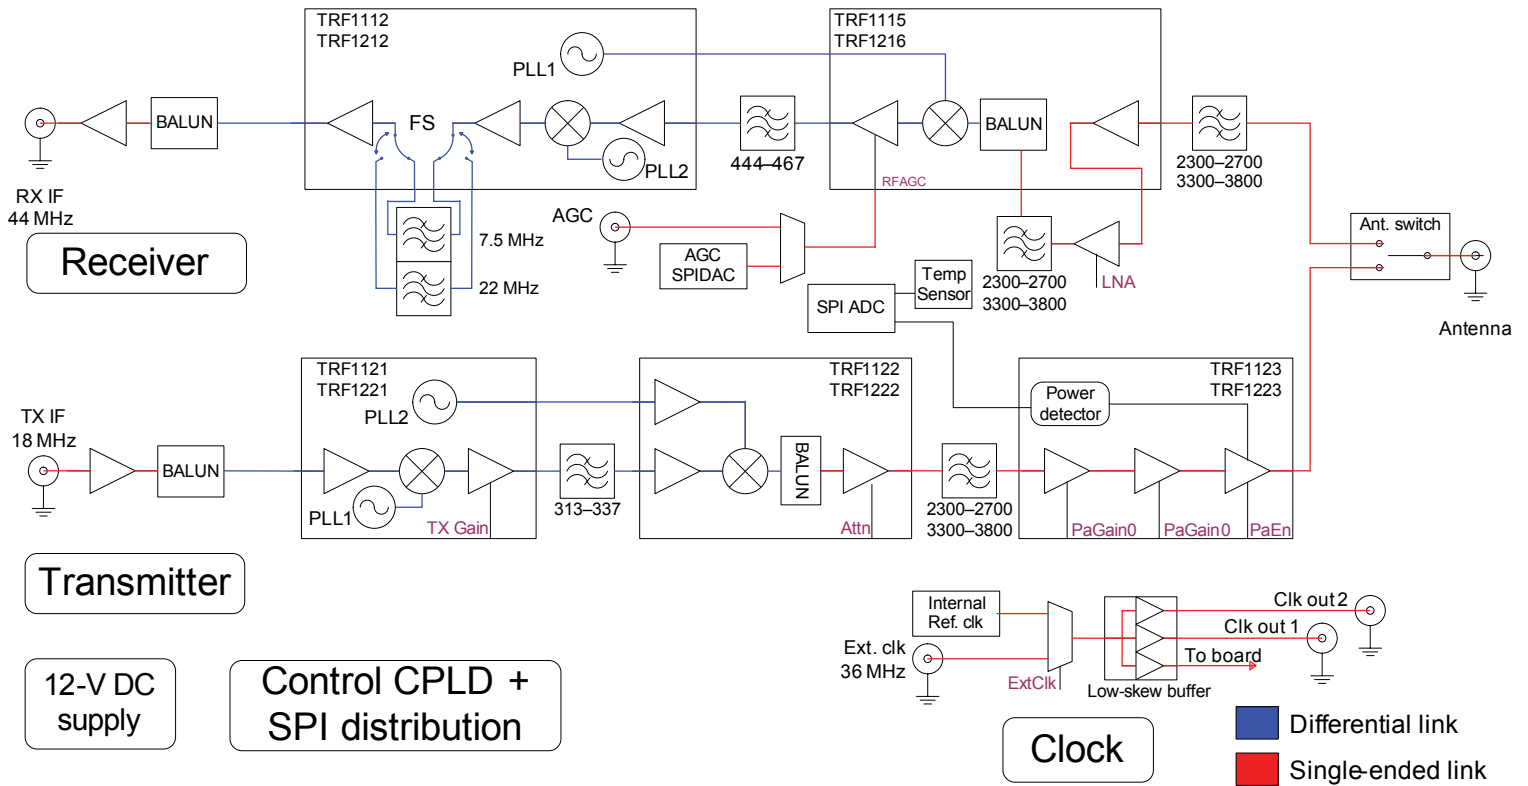 TRF1112
TRF1212
PLL1
TRF1115
TRF1216
BALUN
FS
PLL2
444–467
BALUN
RFAGC
2300–2700
3300–3800
RX IF
44 MHz
Receiver
7.5 MHz
22 MHz
AGC
AGC
SPIDAC
2300–2700
3300–3800
LNA
Temp
Sensor
SPI ADC
Ant. switch
Antenna
TRF1121
TRF1221
PLL2
TX IF
18 MHz
BALUN
PLL1
TX Gain
313–337
TRF1122
TRF1222
BALUN
Attn
2300–2700
3300–3800
TRF1123
TRF1223
Power
detector
PaGain0
PaGain0
PaEn
Transmitter
12-V DC
supply
Control CPLD +
SPI distribution
Internal
Ref. clk
Ext. clk
36 MHz
ExtClk
Clk out 2
Clk out 1
To board
Low-skew buffer
Clock
Differential link
Single-ended link